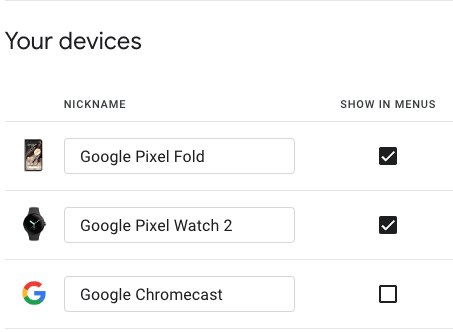 Your devices
NICKNAME SHOW IN MENUS
Google Pixel Fold
Google Pixel Watch 2
Google Chromecast